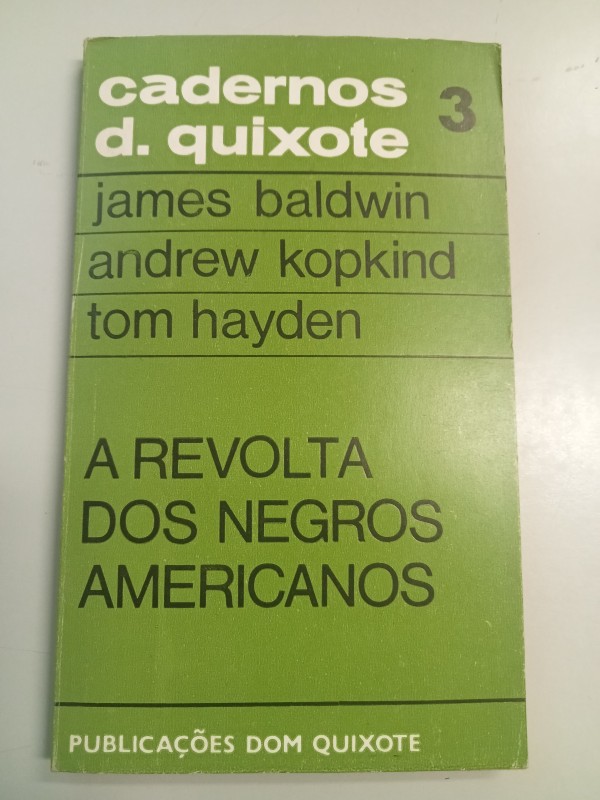 cadernos
d. quixote 3
james baldwin
andrew kopkind
tom hayden
A REVOLTA
DOS NEGROS
AMERICANOS
PUBLICAÇÕES DOM QUIXOTE